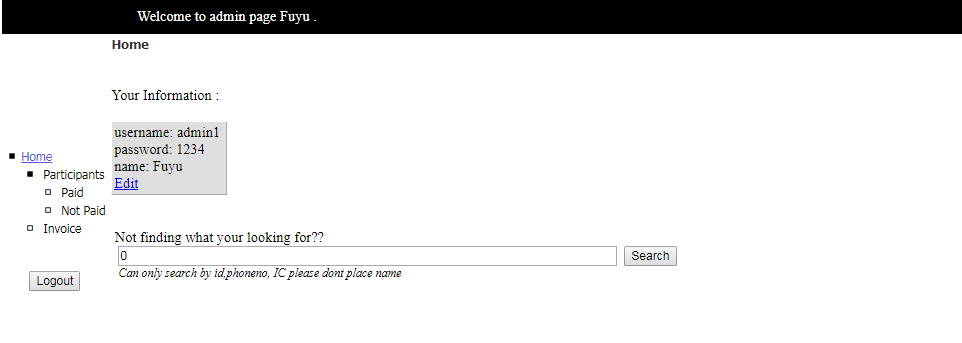 Welcome to admin page Fuyu .
Home
Your Information :
username: admin1
password: 1234
name: Fuyu
Edit
Home
Participants
Paid
Not Paid
Invoice
Logout
Not finding what your looking for??
0
Search
Can only search by id,phoneno, IC please dont place name